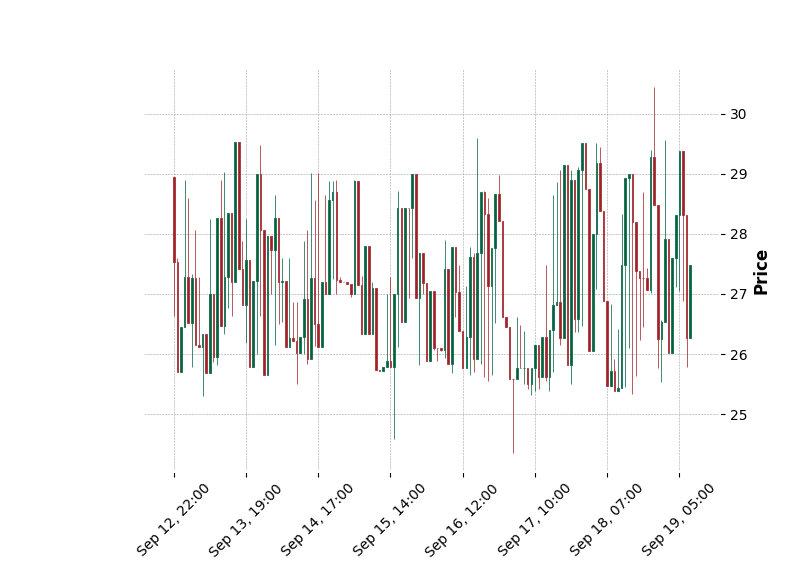 30
29
28
27
26
25
Price
Sep 12, 22:00
Sep 13, 19:00
Sep 14, 17:00
Sep 15, 14:00
Sep 16, 12:00
Sep 17, 10:00
Sep 18, 07:00
Sep 19, 05:00